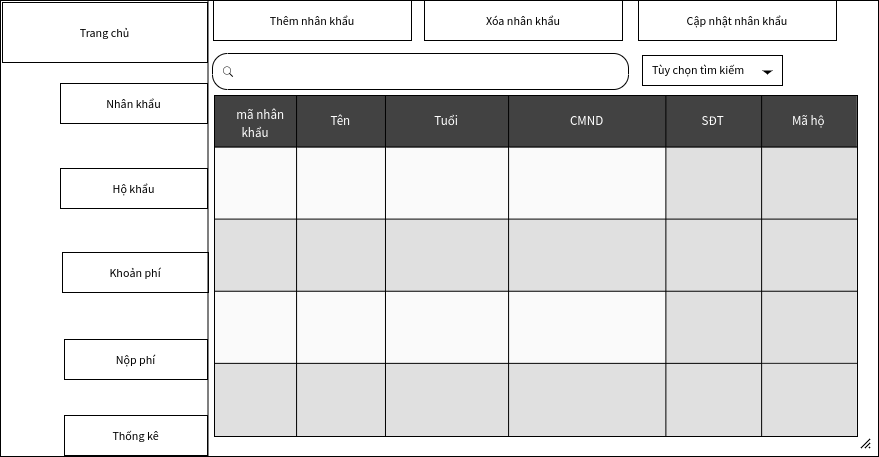 Trang chủ
Thêm nhân khẩu
Xóa nhân khẩu
Cập nhật nhân khẩu
Tùy chọn tìm kiếm
Nhân khẩu
Hộ khẩu
Khoản phí
Nộp phí
Thống kê
mã nhân
khẩu
Tên
Tuổi
CMND
SĐT
Mã hộ